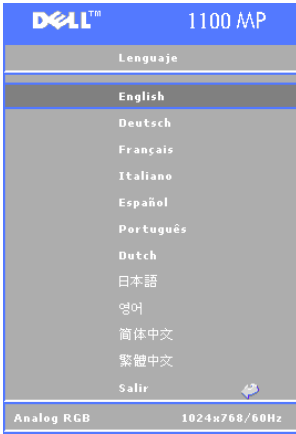 DELL™ 1100 MP
Lenguaje
English
Deutsch
Français
Italiano
Español
Português
Dutch
日本語
영어
简体中文
繁體中文
Salir
Analog RGB 1024x768/60Hz